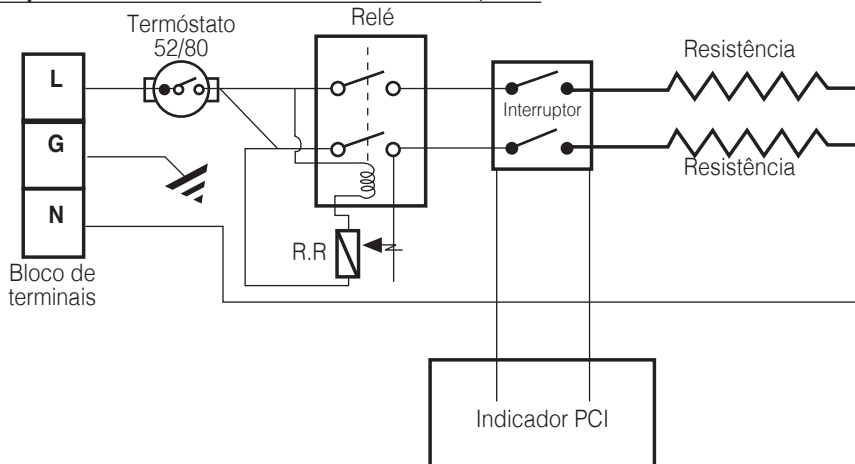 Relé
Termóstato
52/80
Resistência
L
Interruptor
G
Resistência
N
R.R
Bloco de
terminais
Indicador PCI